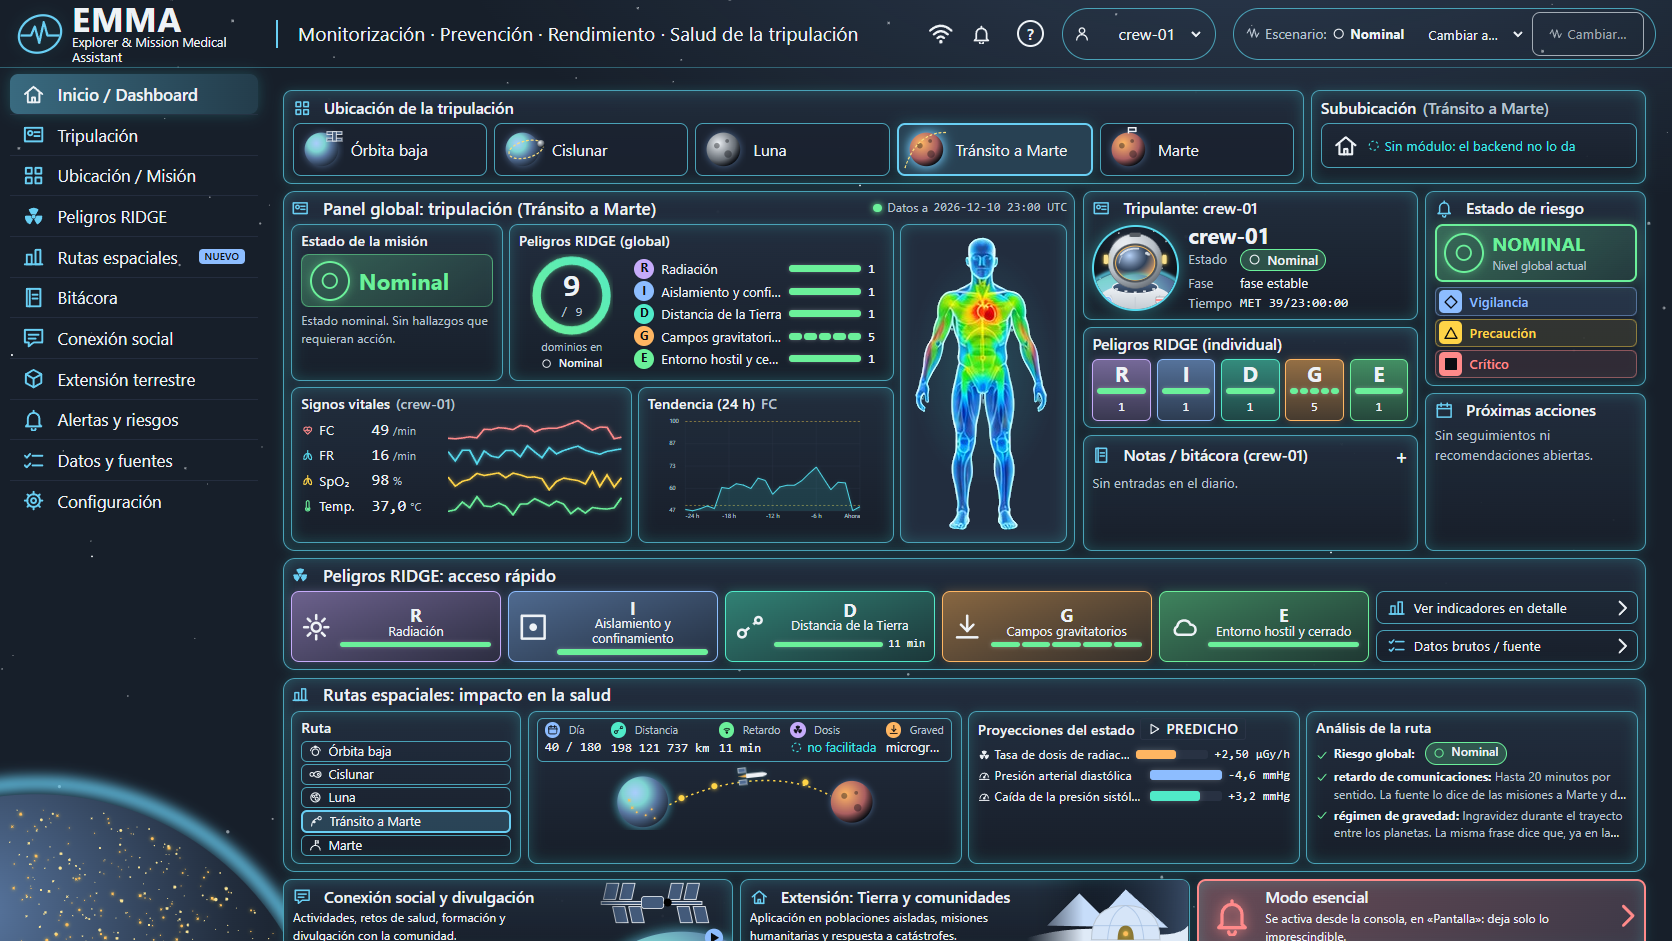 EMMA
Explorer & Mission Medical
Assistant
Monitorización · Prevención · Rendimiento · Salud de la tripulación
?
crew-01
Escenario: Nominal
Cambiar a...
Cambiar...
Inicio / Dashboard
Tripulación
Ubicación / Misión
Peligros RIDGE
Rutas espaciales
NUEVO
Bitácora
Conexión social
Extensión terrestre
Alertas y riesgos
Datos y fuentes
Configuración
Ubicación de la tripulación
Órbita baja
Cislunar
Luna
Tránsito a Marte
Marte
Sububicación (Tránsito a Marte)
Sin módulo: el backend no lo da
Panel global: tripulación (Tránsito a Marte)
Datos a 2026-12-10 23:00 UTC
Estado de la misión
Nominal
Estado nominal. Sin hallazgos que
requieran acción.
Peligros RIDGE (global)
9
/ 9
dominios en
Nominal
R Radiación 1
I Aislamiento y confi... 1
D Distancia de la Tierra 1
G Campos gravitatori... 5
E Entorno hostil y ce... 1
Signos vitales (crew-01)
FC 49 /min
FR 16 /min
SpO₂ 98 %
Temp. 37,0 °C
Tendencia (24 h) FC
100
87
73
60
47
-24 h -18 h -12 h -6 h Ahora
Tripulante: crew-01
crew-01
Estado Nominal
Fase fase estable
Tiempo MET 39/23:00:00
Peligros RIDGE (individual)
R I D G E
1 1 1 5 1
Notas / bitácora (crew-01) +
Sin entradas en el diario.
Estado de riesgo
NOMINAL
Nivel global actual
Vigilancia
Precaución
Crítico
Próximas acciones
Sin seguimientos ni
recomendaciones abiertas.
Peligros RIDGE: acceso rápido
R
Radiación
I
Aislamiento y
confinamiento
D
Distancia de la Tierra
11 min
G
Campos gravitatorios
E
Entorno hostil y cerrado
Ver indicadores en detalle
Datos brutos / fuente
Rutas espaciales: impacto en la salud
Ruta
Órbita baja
Cislunar
Luna
Tránsito a Marte
Marte
Día Distancia Retardo Dosis Graved
40 / 180 198 121 737 km 11 min no facilitada microgr...
Proyecciones del estado PREDICHO
Tasa de dosis de radiac... +2,50 µGy/h
Presión arterial diastólica -4,6 mmHg
Caída de la presión sistól... +3,2 mmHg
Análisis de la ruta
Riesgo global: Nominal
retardo de comunicaciones: Hasta 20 minutos por
sentido. La fuente lo dice de las misiones a Marte y d...
régimen de gravedad: Ingravidez durante el trayecto
entre los planetas. La misma frase dice que, ya en la...
Conexión social y divulgación
Actividades, retos de salud, formación y
divulgación con la comunidad.
Extensión: Tierra y comunidades
Aplicación en poblaciones aisladas, misiones
humanitarias y respuesta a catástrofes.
Modo esencial
Se activa desde la consola, en «Pantalla»: deja solo lo
imprescindible.